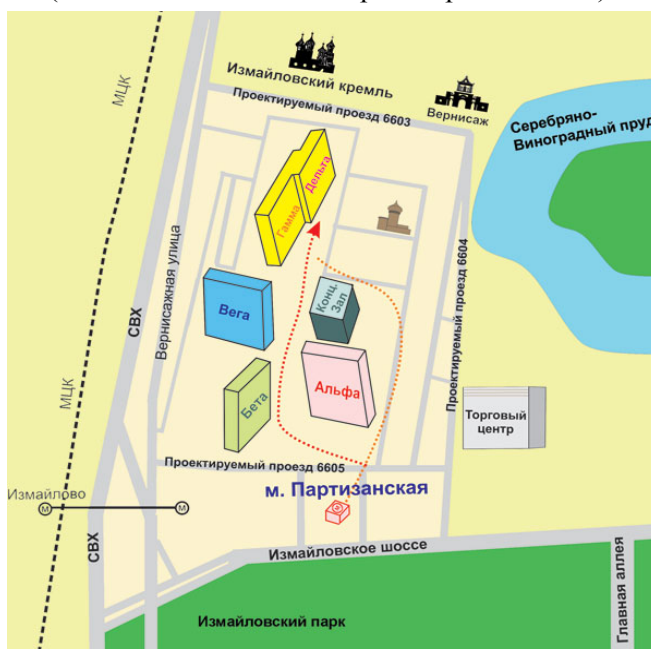 Измайловский кремль
МЦК
Проектируемый проезд 6603
Вернисаж
Серебряно-
Виноградный пруд
Дельта
Гамма
Вернисажная улица
СВХ
Вега
Конц.
Зал
Проектируемый проезд 6604
МЦК
Альфа
Бета
Торговый
центр
Проектируемый проезд 6605
м. Партизанская
Измайлово
М
М
СВХ
Измайловское шоссе
Главная аллея
Измайловский парк